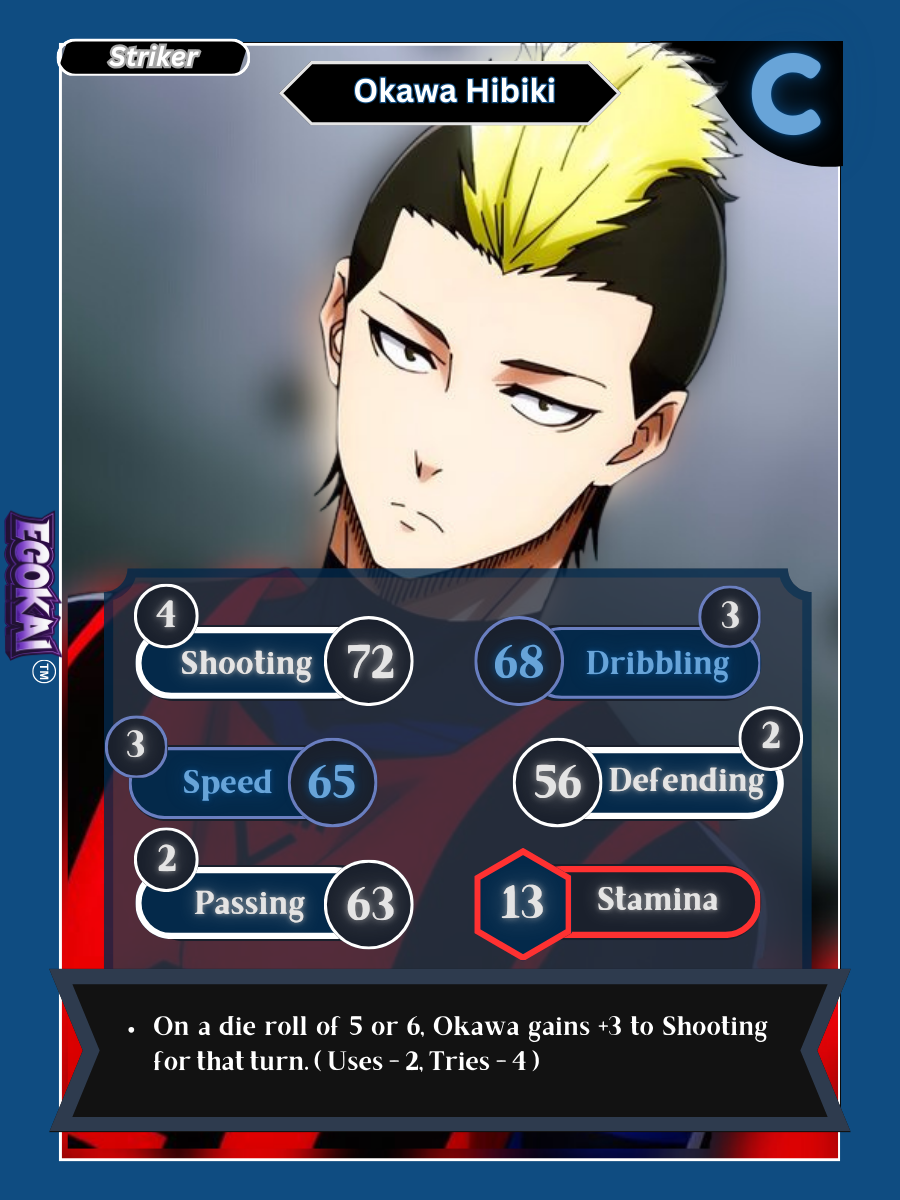 Striker
Okawa Hibiki
C
EGOKAI
TM
4
Shooting 72
3
68 Dribbling
3
Speed 65
2
56 Defending
2
Passing 63
13 Stamina
• On a die roll of 5 or 6, Okawa gains +3 to Shooting
for that turn. ( Uses - 2, Tries - 4 )